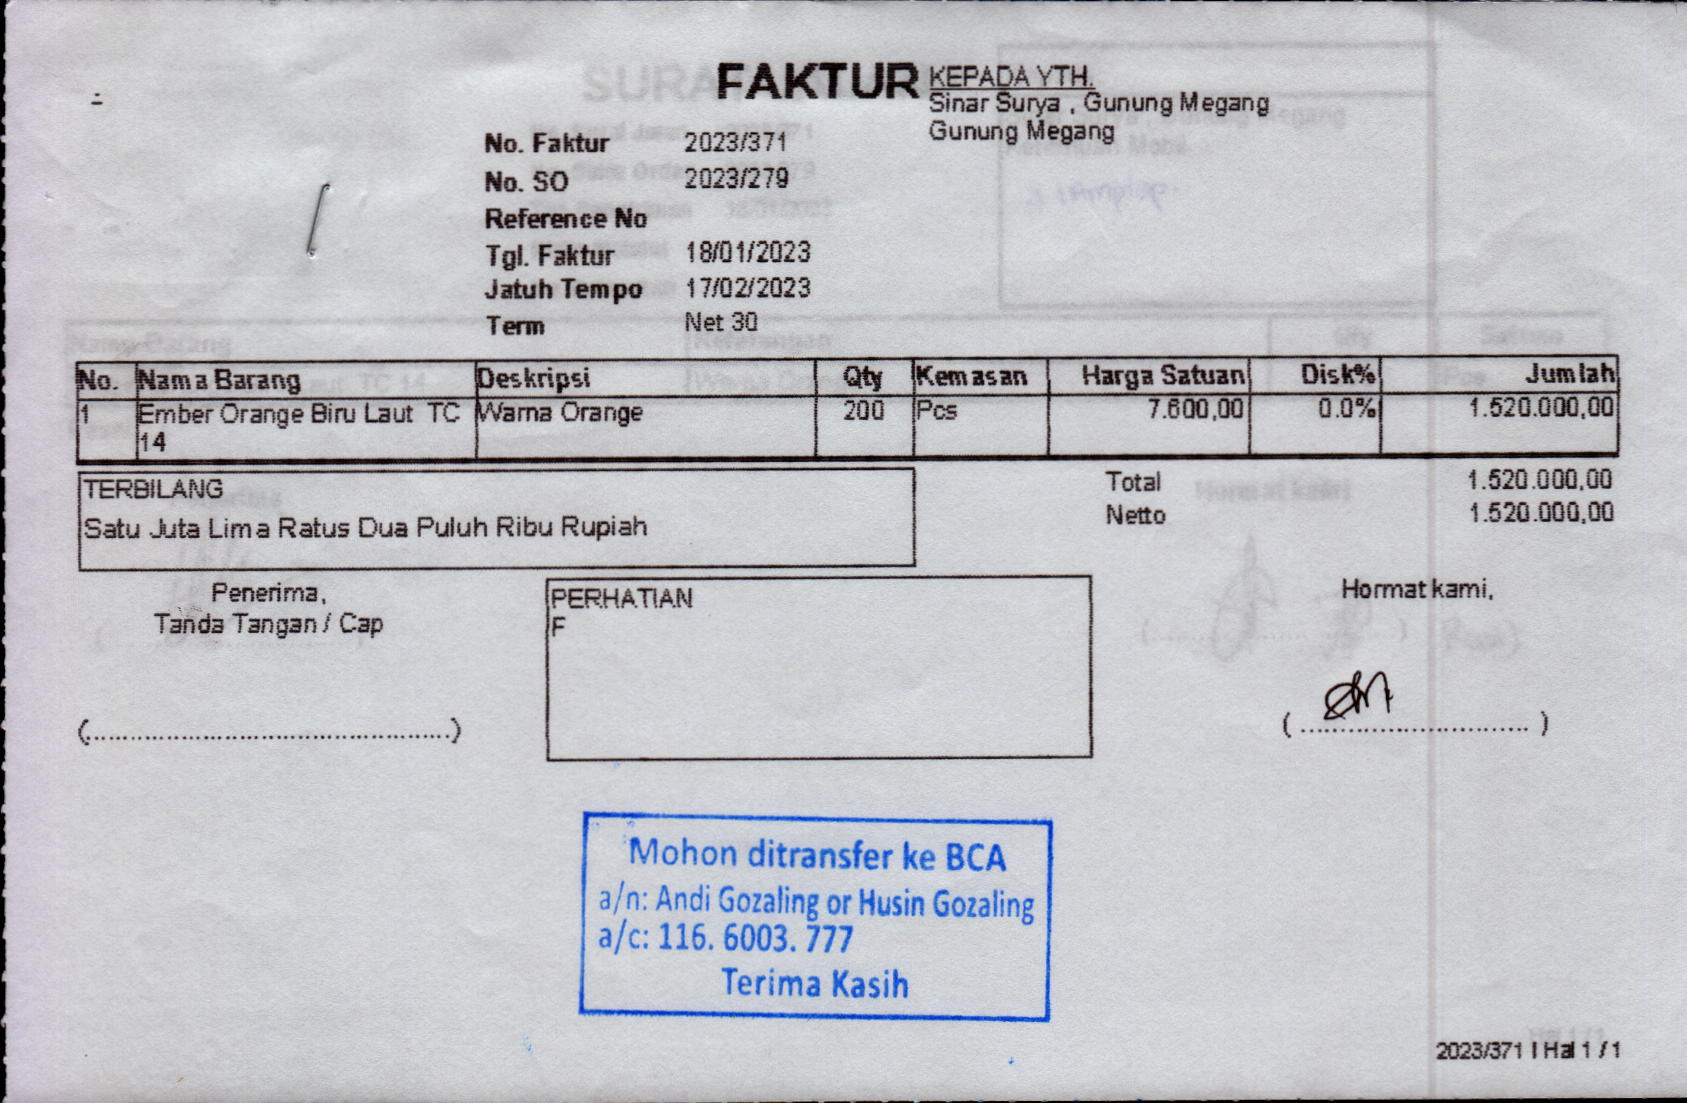 FAKTUR
KEPADA YTH.
Sinar Surya , Gunung Megang
Gunung Megang
No. Faktur 2023/371
No. SO 2023/279
Reference No
Tgl. Faktur 18/01/2023
Jatuh Tempo 17/02/2023
Term Net 30
No. Nama Barang Deskripsi Qty Kemasan Harga Satuan Disk% Jumlah
1 Ember Orange Biru Laut TC 14 Warna Orange 200 Pcs 7.600,00 0.0% 1.520.000,00
TERBILANG
Satu Juta Lima Ratus Dua Puluh Ribu Rupiah
Total 1.520.000,00
Netto 1.520.000,00
Penerima,
Tanda Tangan / Cap
PERHATIAN
F
Hormat kami,
Mohon ditransfer ke BCA
a/n: Andi Gozaling or Husin Gozaling
a/c: 116. 6003. 777
Terima Kasih
2023/371 | Hal 1 / 1